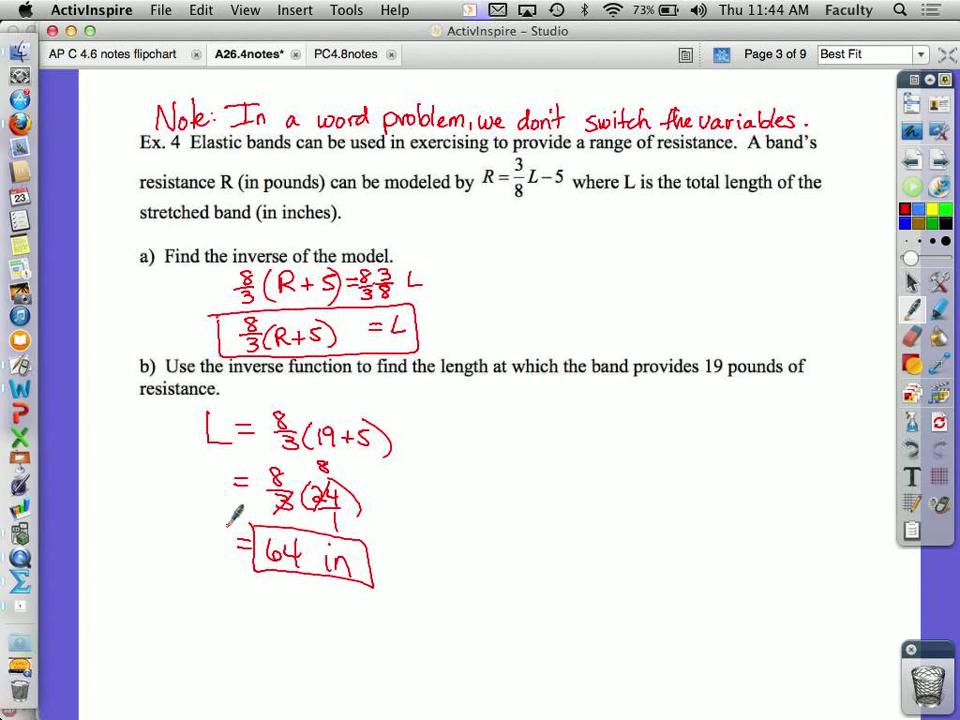 ActivInspire File Edit View Insert Tools Help 73% Thu 11:44 AM Faculty
ActivInspire - Studio
AP C 4.6 notes flipchart A26.4notes* PC4.8notes Page 3 of 9 Best Fit
Note: In a word problem, we don't switch the variables.
Ex. 4 Elastic bands can be used in exercising to provide a range of resistance. A band's
resistance R (in pounds) can be modeled by R = 3/8 L − 5 where L is the total length of the
stretched band (in inches).
a) Find the inverse of the model.
8/3 (R + 5) = 8/3 3/8 L
8/3 (R+5) = L
b) Use the inverse function to find the length at which the band provides 19 pounds of
resistance.
L = 8/3 (19+5)
8
= 8/3 (24/1)
= 64 in